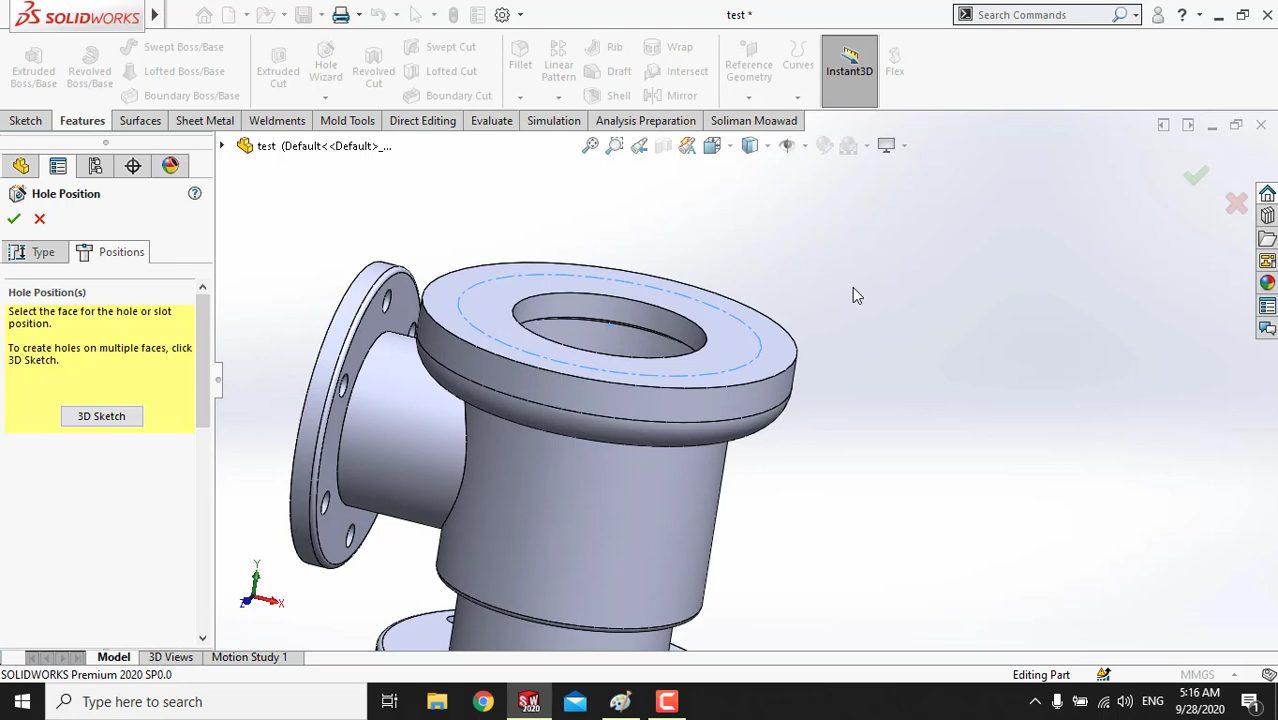 SOLIDWORKS
test *
Search Commands
Extruded Boss/Base
Revolved Boss/Base
Swept Boss/Base
Lofted Boss/Base
Boundary Boss/Base
Extruded Cut
Hole Wizard
Revolved Cut
Swept Cut
Lofted Cut
Boundary Cut
Fillet
Linear Pattern
Rib
Draft
Shell
Wrap
Intersect
Mirror
Reference Geometry
Curves
Instant3D
Flex
Sketch
Features
Surfaces
Sheet Metal
Weldments
Mold Tools
Direct Editing
Evaluate
Simulation
Analysis Preparation
Soliman Moawad
test (Default<<Default>_...
Hole Position
Type
Positions
Hole Position(s)
Select the face for the hole or slot
position.
To create holes on multiple faces, click
3D Sketch.
3D Sketch
Y
X
Z
Model
3D Views
Motion Study 1
SOLIDWORKS Premium 2020 SP0.0
Editing Part
MMGS
Type here to search
SW
2020
ENG
5:16 AM
9/28/2020
1